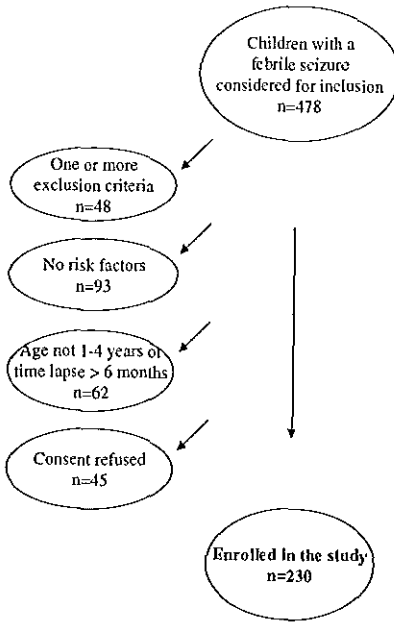 Children with a
febrile seizure
considered for inclusion
n=478
One or more
exclusion criteria
n=48
No risk factors
n=93
Age not 1-4 years or
time lapse > 6 months
n=62
Consent refused
n=45
Enrolled in the study
n=230